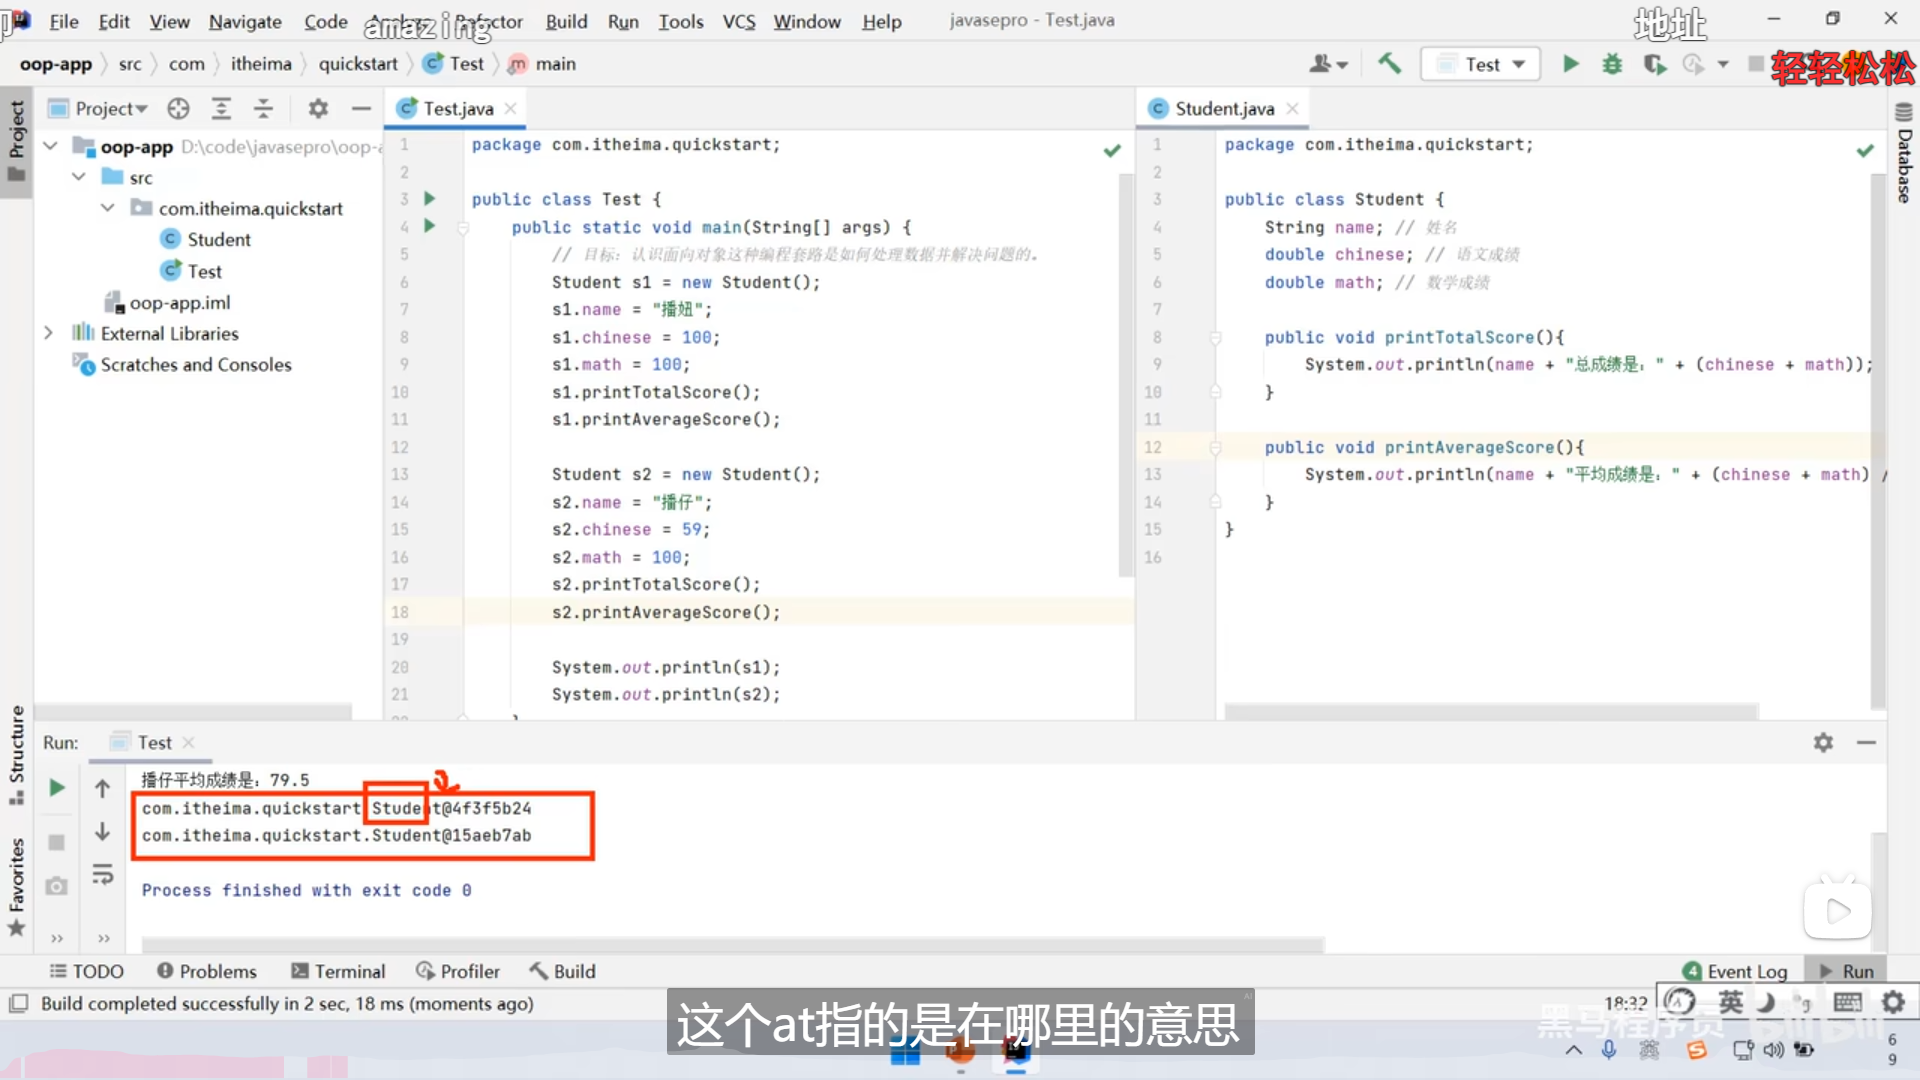 File Edit View Navigate Code Refactor Build Run Tools VCS Window Help javasepro - Test.java
amazing
地址
轻轻松松
oop-app src com itheima quickstart Test main
Test
Project
Project
Test.java
Student.java
Database
oop-app D:\code\javasepro\oop-a
src
com.itheima.quickstart
Student
Test
oop-app.iml
External Libraries
Scratches and Consoles
1 package com.itheima.quickstart;
2
3 public class Test {
4 public static void main(String[] args) {
5 // 目标：认识面向对象这种编程套路是如何处理数据并解决问题的。
6 Student s1 = new Student();
7 s1.name = "播妞";
8 s1.chinese = 100;
9 s1.math = 100;
10 s1.printTotalScore();
11 s1.printAverageScore();
12
13 Student s2 = new Student();
14 s2.name = "播仔";
15 s2.chinese = 59;
16 s2.math = 100;
17 s2.printTotalScore();
18 s2.printAverageScore();
19
20 System.out.println(s1);
21 System.out.println(s2);
1 package com.itheima.quickstart;
2
3 public class Student {
4 String name; // 姓名
5 double chinese; // 语文成绩
6 double math; // 数学成绩
7
8 public void printTotalScore(){
9 System.out.println(name + "总成绩是：" + (chinese + math));
10 }
11
12 public void printAverageScore(){
13 System.out.println(name + "平均成绩是：" + (chinese + math) /
14 }
15 }
16
Structure
Favorites
Run: Test
播仔平均成绩是：79.5
com.itheima.quickstart.Student@4f3f5b24
com.itheima.quickstart.Student@15aeb7ab
Process finished with exit code 0
TODO Problems Terminal Profiler Build 4 Event Log Run
Build completed successfully in 2 sec, 18 ms (moments ago)
18:32
英
黑马程序员 bilibili
这个at指的是在哪里的意思
6
9